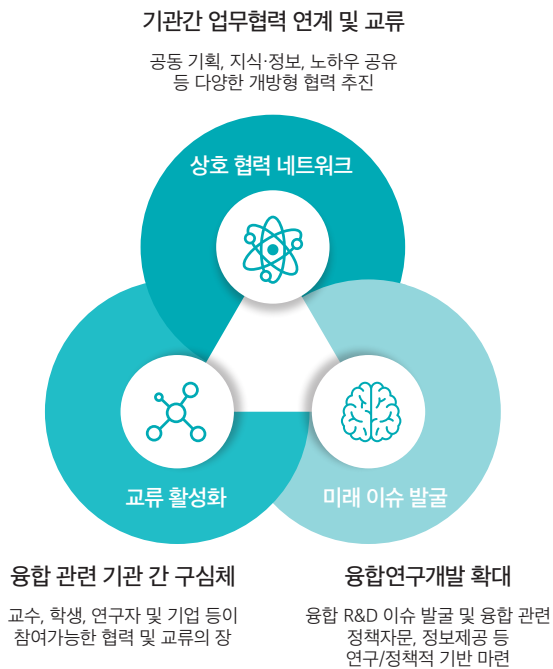 기관간 업무협력 연계 및 교류
공동 기획, 지식·정보, 노하우 공유
등 다양한 개방형 협력 추진
상호 협력 네트워크
교류 활성화
미래 이슈 발굴
융합 관련 기관 간 구심체
교수, 학생, 연구자 및 기업 등이
참여가능한 협력 및 교류의 장
융합연구개발 확대
융합 R&D 이슈 발굴 및 융합 관련
정책자문, 정보제공 등
연구/정책적 기반 마련